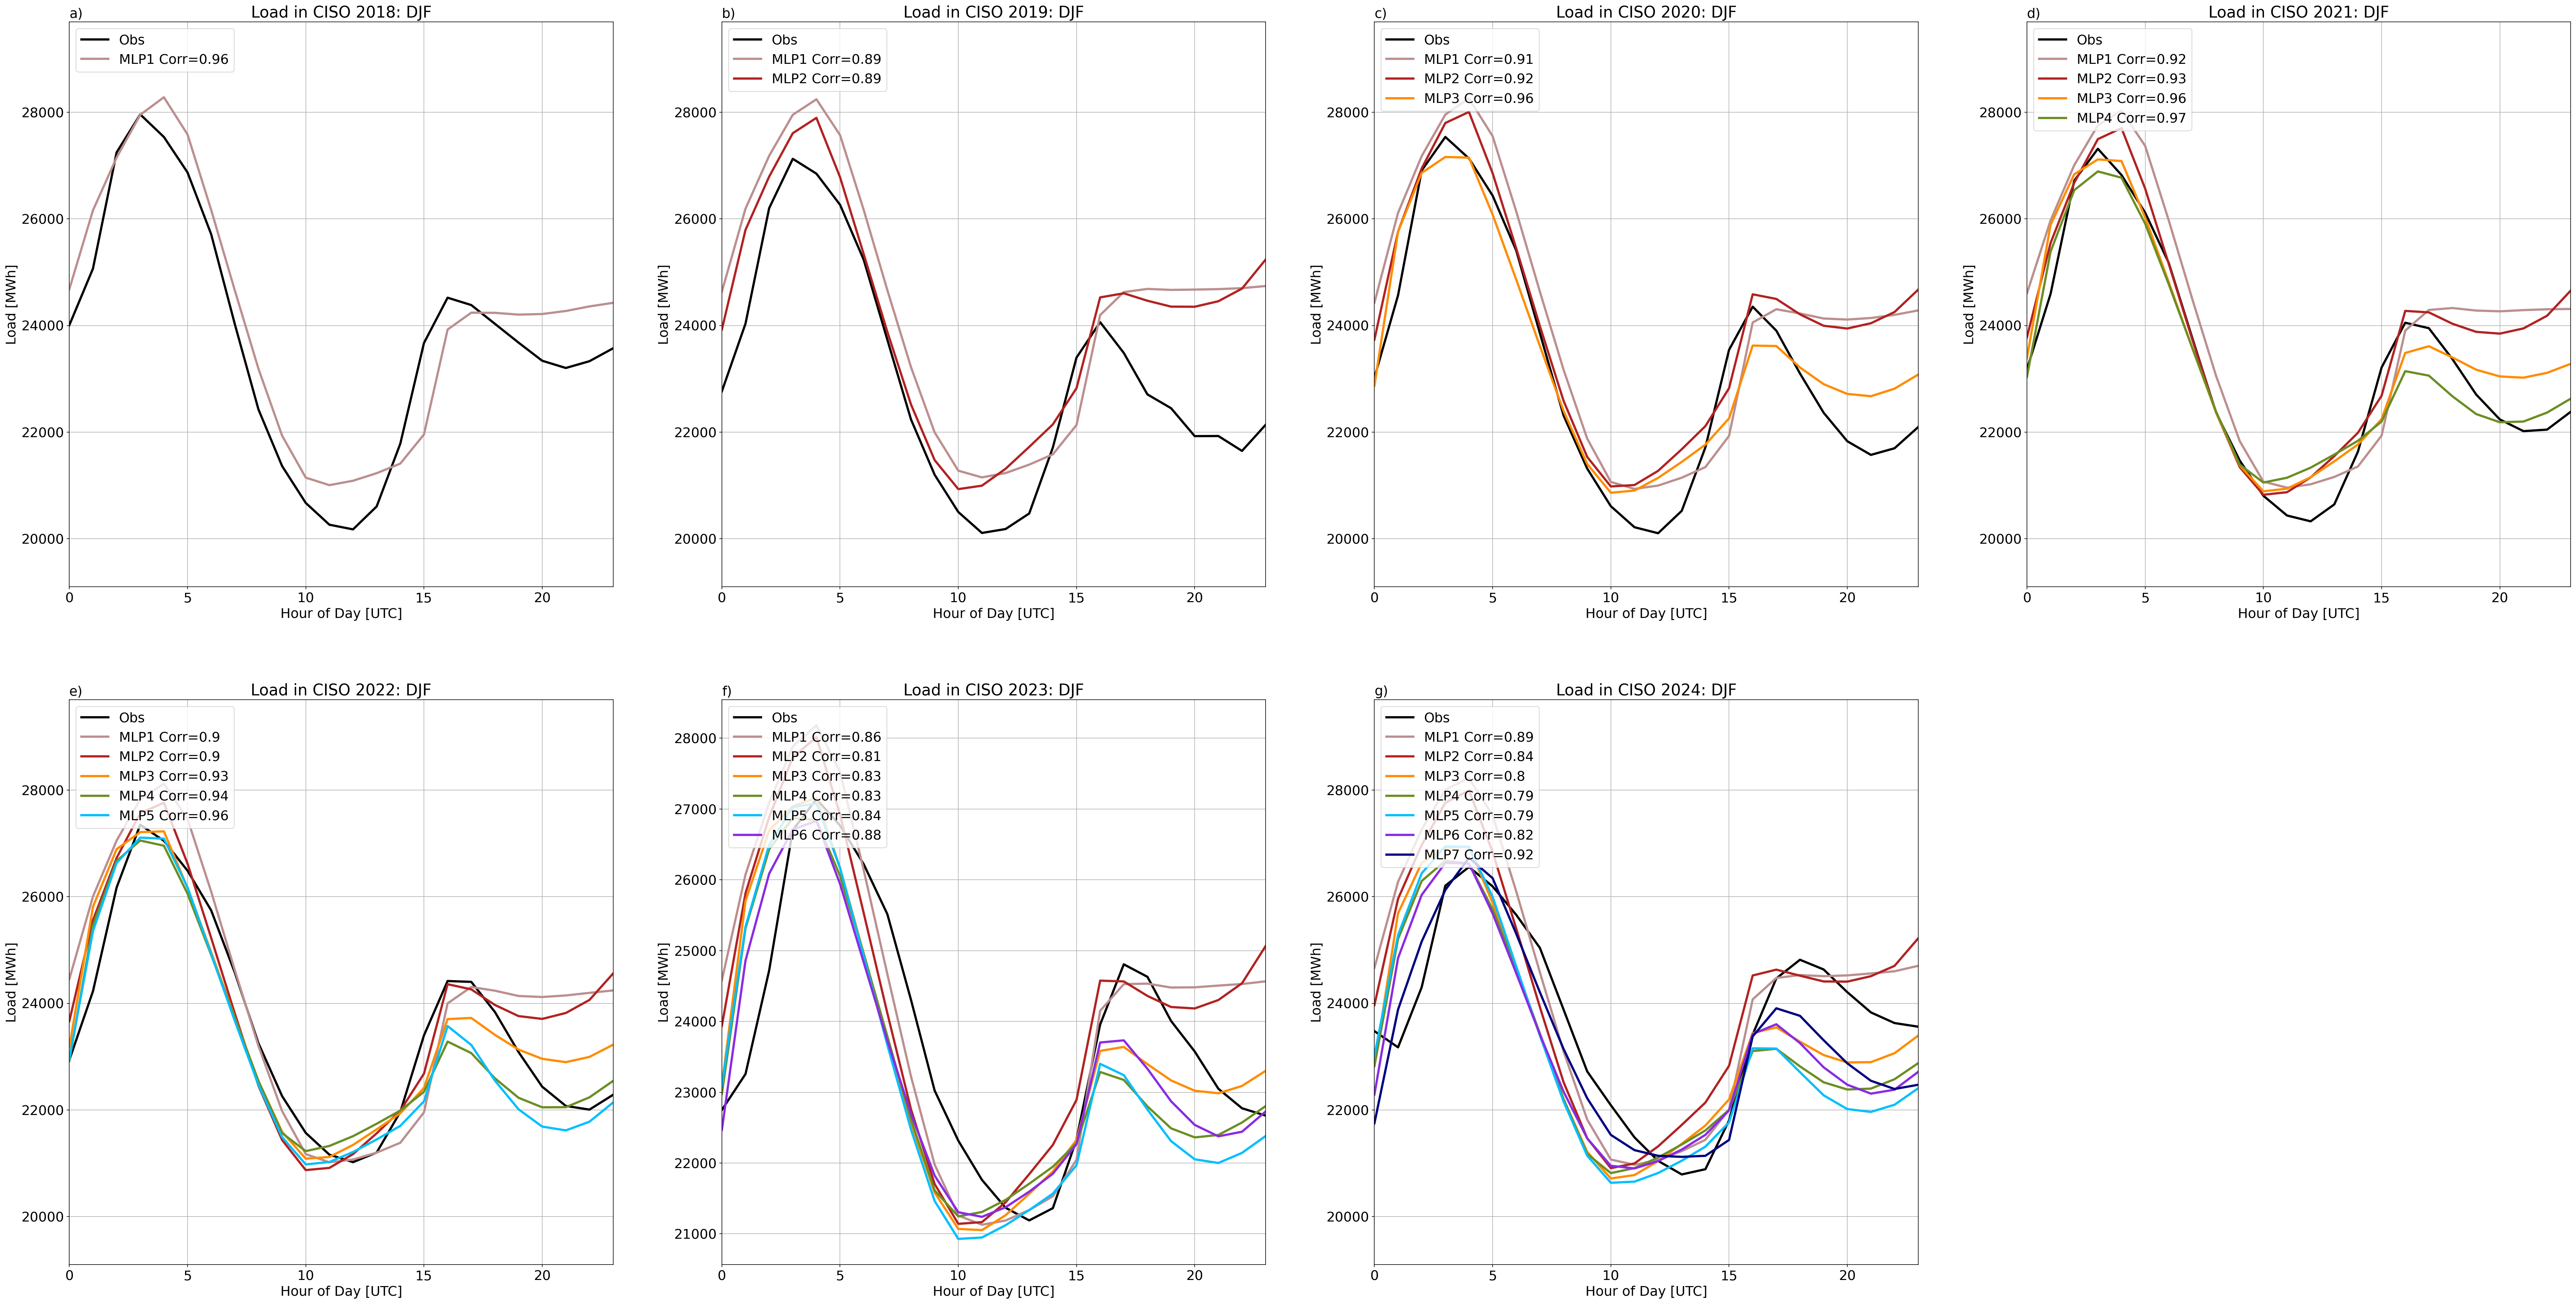 a) Load in CISO 2018: DJF
Obs
MLP1 Corr=0.96
28000
26000
24000
22000
20000
Load [MWh]
0 5 10 15 20
Hour of Day [UTC]
b) Load in CISO 2019: DJF
Obs
MLP1 Corr=0.89
MLP2 Corr=0.89
28000
26000
24000
22000
20000
Load [MWh]
0 5 10 15 20
Hour of Day [UTC]
c) Load in CISO 2020: DJF
Obs
MLP1 Corr=0.91
MLP2 Corr=0.92
MLP3 Corr=0.96
28000
26000
24000
22000
20000
Load [MWh]
0 5 10 15 20
Hour of Day [UTC]
d) Load in CISO 2021: DJF
Obs
MLP1 Corr=0.92
MLP2 Corr=0.93
MLP3 Corr=0.96
MLP4 Corr=0.97
28000
26000
24000
22000
20000
Load [MWh]
0 5 10 15 20
Hour of Day [UTC]
e) Load in CISO 2022: DJF
Obs
MLP1 Corr=0.9
MLP2 Corr=0.9
MLP3 Corr=0.93
MLP4 Corr=0.94
MLP5 Corr=0.96
28000
26000
24000
22000
20000
Load [MWh]
0 5 10 15 20
Hour of Day [UTC]
f) Load in CISO 2023: DJF
Obs
MLP1 Corr=0.86
MLP2 Corr=0.81
MLP3 Corr=0.83
MLP4 Corr=0.83
MLP5 Corr=0.84
MLP6 Corr=0.88
28000
27000
26000
25000
24000
23000
22000
21000
Load [MWh]
0 5 10 15 20
Hour of Day [UTC]
g) Load in CISO 2024: DJF
Obs
MLP1 Corr=0.89
MLP2 Corr=0.84
MLP3 Corr=0.8
MLP4 Corr=0.79
MLP5 Corr=0.79
MLP6 Corr=0.82
MLP7 Corr=0.92
28000
26000
24000
22000
20000
Load [MWh]
0 5 10 15 20
Hour of Day [UTC]